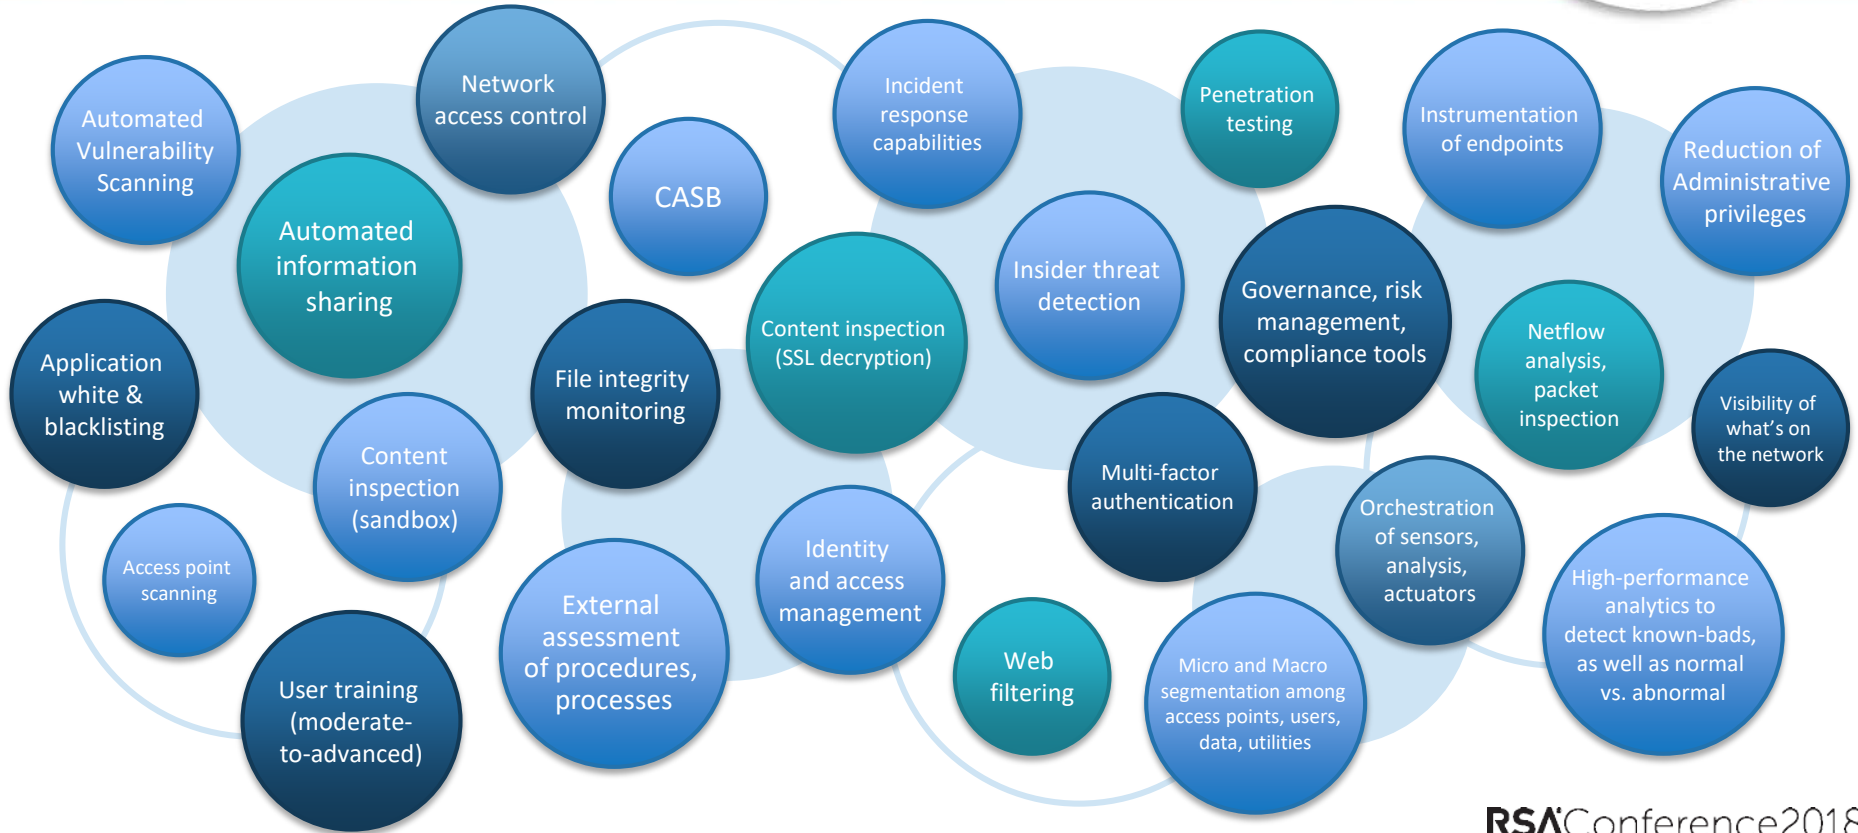 Automated
Vulnerability
Scanning
Network
access control
CASB
Incident
response
capabilities
Penetration
testing
Instrumentation
of endpoints
Reduction of
Administrative
privileges
Automated
information
sharing
Content inspection
(SSL decryption)
Insider threat
detection
Governance, risk
management,
compliance tools
Netflow
analysis,
packet
inspection
Application
white &
blacklisting
File integrity
monitoring
Visibility of
what's on
the network
Content
inspection
(sandbox)
Multi-factor
authentication
Orchestration
of sensors,
analysis,
actuators
Access point
scanning
Identity
and access
management
High-performance
analytics to
detect known-bads,
as well as normal
vs. abnormal
External
assessment
of procedures,
processes
Web
filtering
Micro and Macro
segmentation among
access points, users,
data, utilities
User training
(moderate-
to-advanced)
RSAConference2018